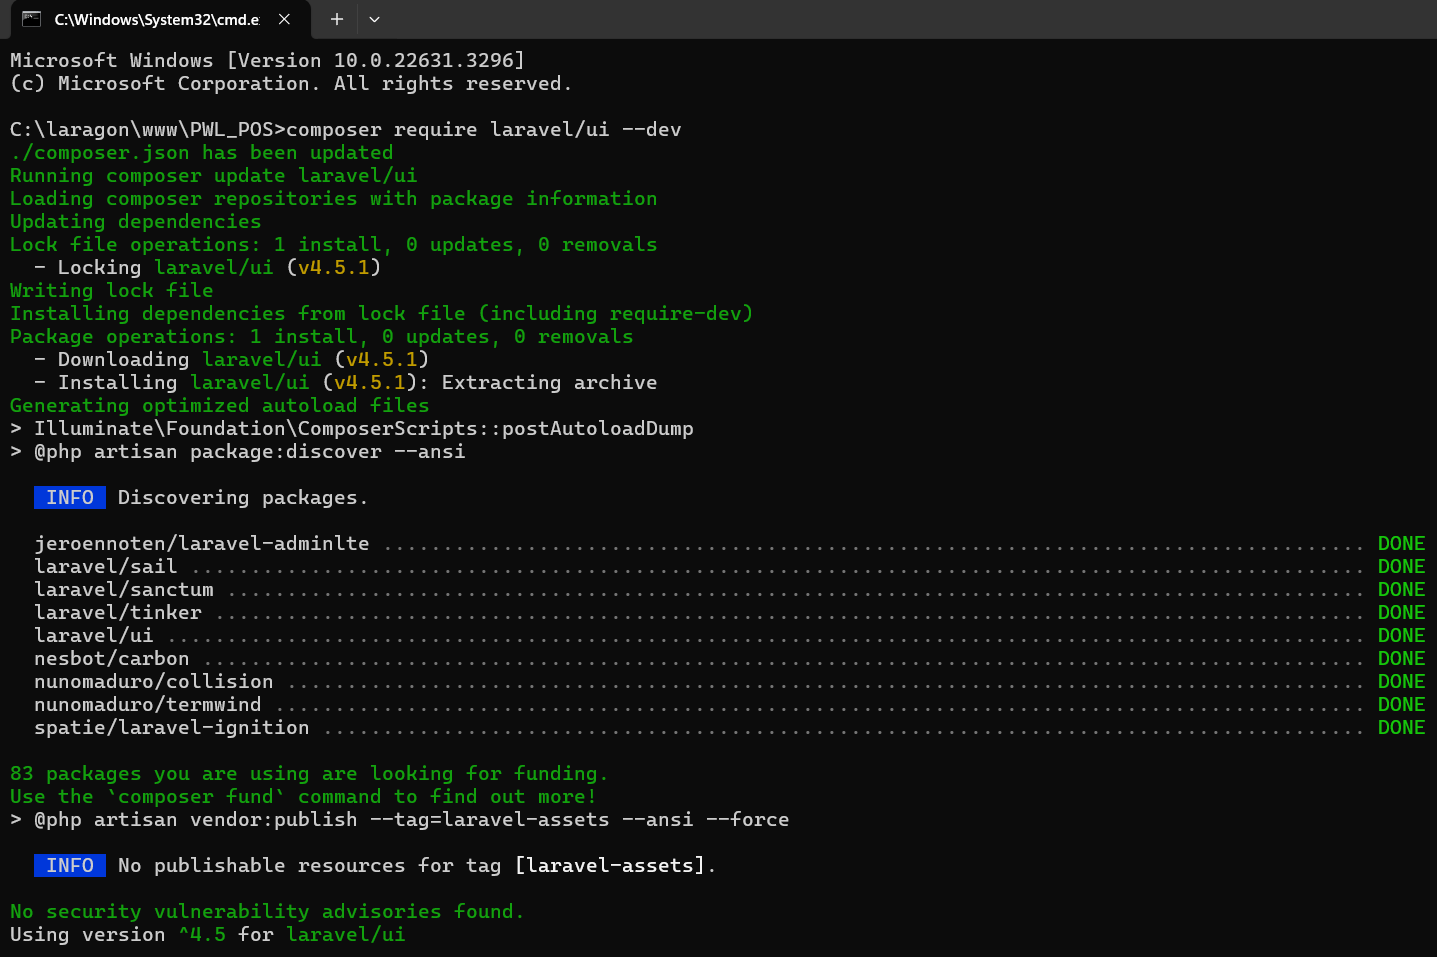 C:\Windows\System32\cmd.e
Microsoft Windows [Version 10.0.22631.3296]
(c) Microsoft Corporation. All rights reserved.
C:\laragon\www\PWL_POS>composer require laravel/ui --dev
./composer.json has been updated
Running composer update laravel/ui
Loading composer repositories with package information
Updating dependencies
Lock file operations: 1 install, 0 updates, 0 removals
  - Locking laravel/ui (v4.5.1)
Writing lock file
Installing dependencies from lock file (including require-dev)
Package operations: 1 install, 0 updates, 0 removals
  - Downloading laravel/ui (v4.5.1)
  - Installing laravel/ui (v4.5.1): Extracting archive
Generating optimized autoload files
> Illuminate\Foundation\ComposerScripts::postAutoloadDump
> @php artisan package:discover --ansi
INFO Discovering packages.
jeroennoten/laravel-adminlte .................................................................................. DONE
laravel/sail .................................................................................................. DONE
laravel/sanctum ............................................................................................... DONE
laravel/tinker ................................................................................................ DONE
laravel/ui .................................................................................................... DONE
nesbot/carbon ................................................................................................. DONE
nunomaduro/collision .......................................................................................... DONE
nunomaduro/termwind ........................................................................................... DONE
spatie/laravel-ignition ....................................................................................... DONE
83 packages you are using are looking for funding.
Use the `composer fund` command to find out more!
> @php artisan vendor:publish --tag=laravel-assets --ansi --force
INFO No publishable resources for tag [laravel-assets].
No security vulnerability advisories found.
Using version ^4.5 for laravel/ui